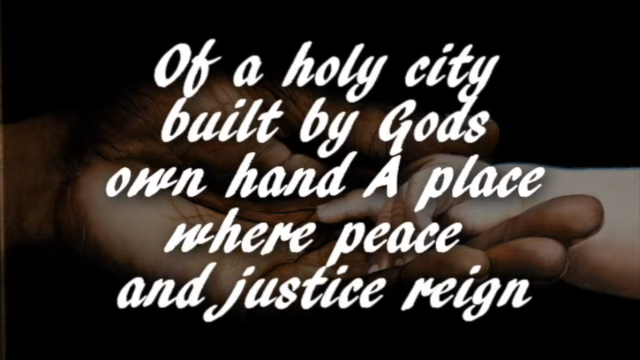 Of a holy city
built by Gods
own hand Á place
where peace
and justice reign